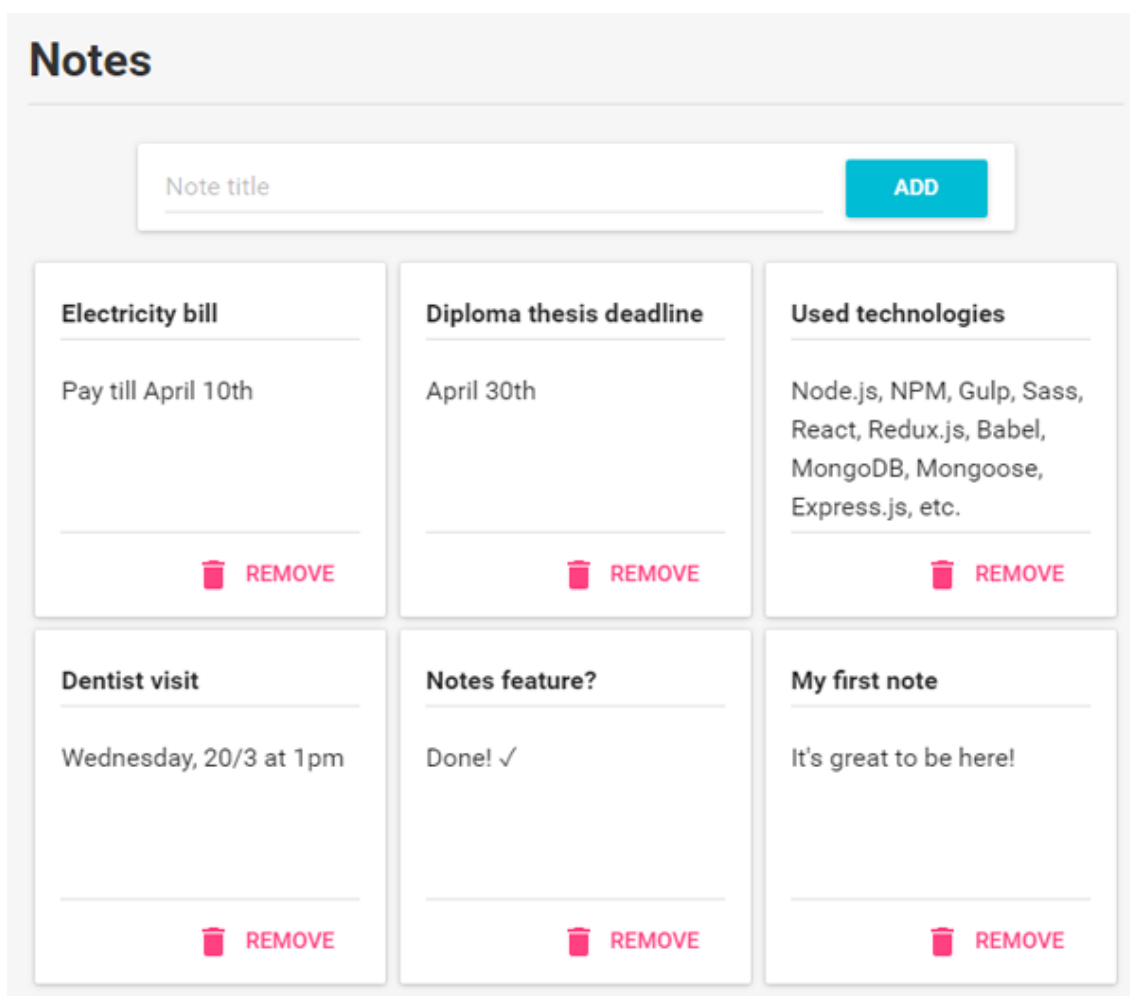 Notes
Note title
ADD
Electricity bill
Pay till April 10th
REMOVE
Diploma thesis deadline
April 30th
REMOVE
Used technologies
Node.js, NPM, Gulp, Sass,
React, Redux.js, Babel,
MongoDB, Mongoose,
Express.js, etc.
REMOVE
Dentist visit
Wednesday, 20/3 at 1pm
REMOVE
Notes feature?
Done! ✓
REMOVE
My first note
It's great to be here!
REMOVE